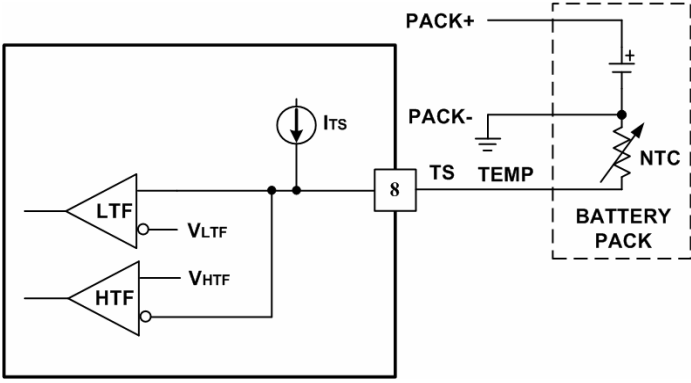 PACK+
+
ITS
PACK-
NTC
8
TS
TEMP
LTF
VLTF
BATTERY
PACK
VHTF
HTF